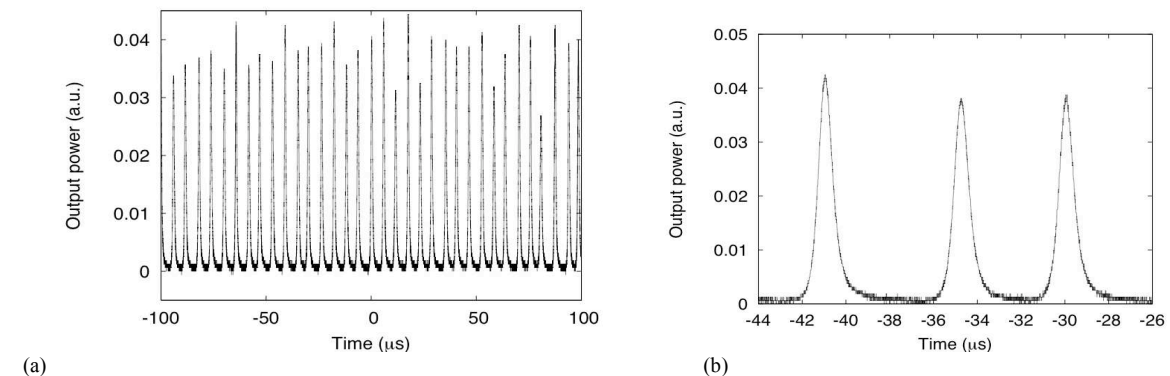 0.04
0.03
0.02
0.01
0
Output power (a.u.)
-100 -50 0 50 100
Time (μs)
(a)
0.05
0.04
0.03
0.02
0.01
0
Output power (a.u.)
-44 -42 -40 -38 -36 -34 -32 -30 -28 -26
Time (μs)
(b)